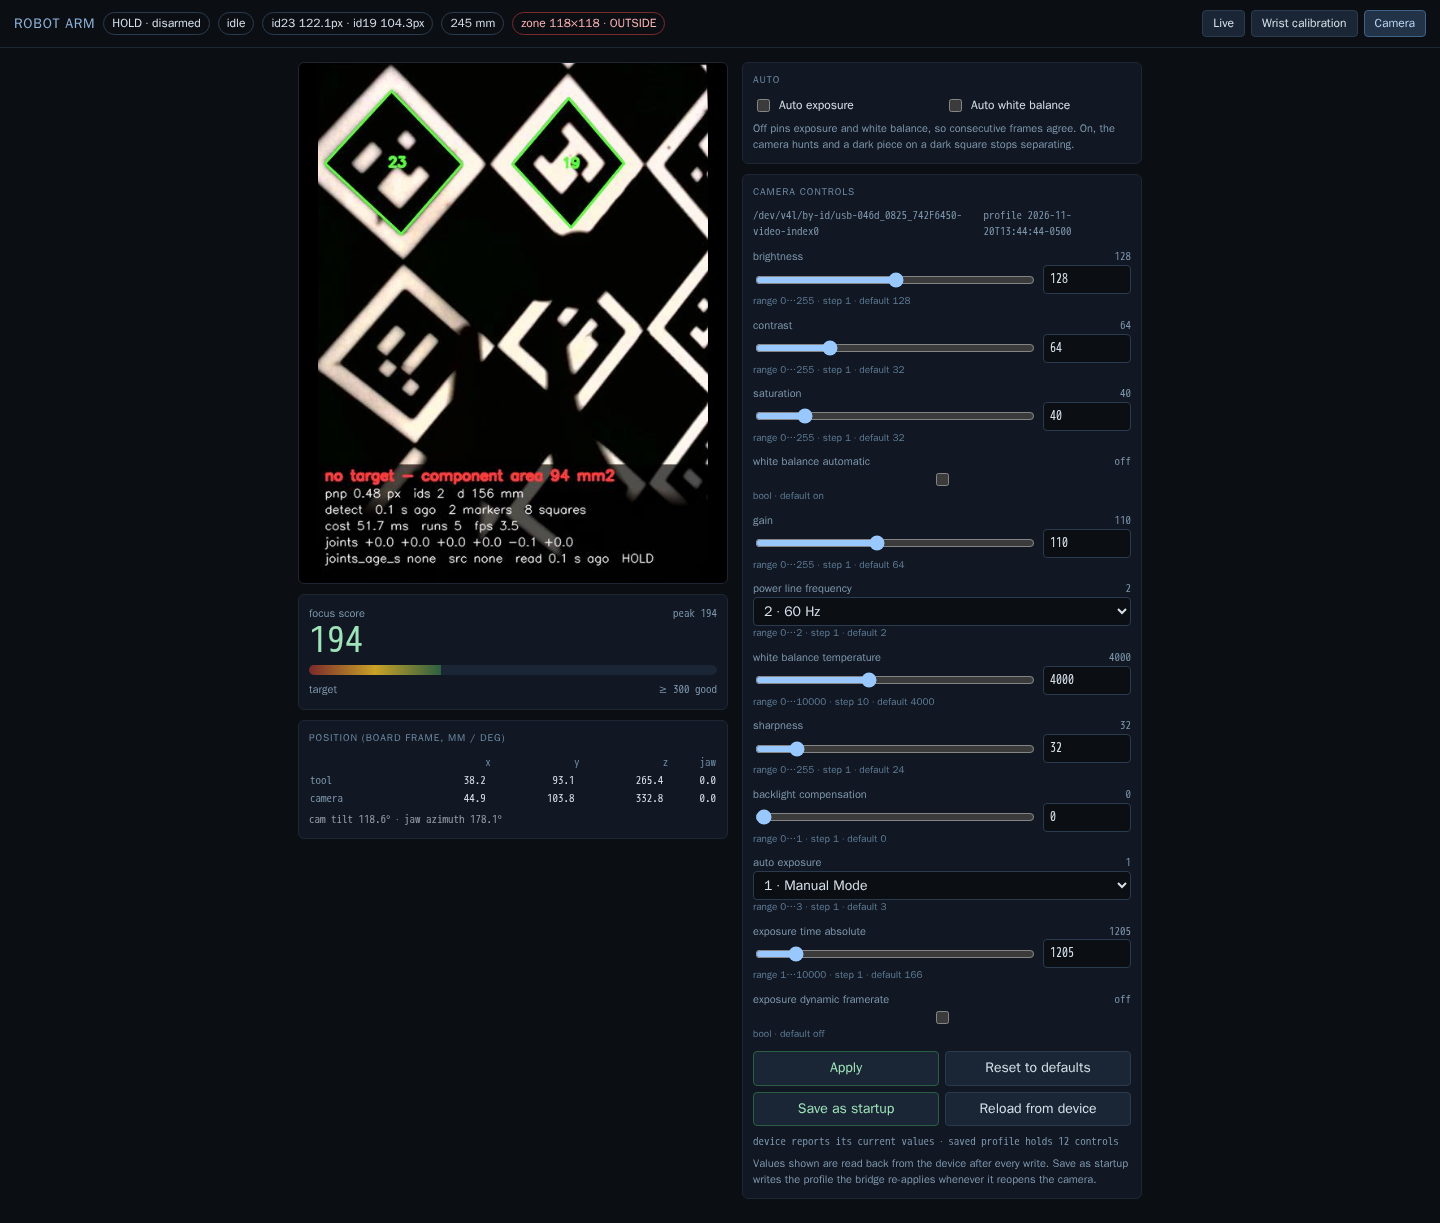 ROBOT ARM
HOLD · disarmed
idle
id23 122.1px · id19 104.3px
245 mm
zone 118×118 · OUTSIDE
Live
Wrist calibration
Camera
23
19
no target − component area 94 mm2
pnp 0.48 px ids 2 d 156 mm
detect 0.1 s ago 2 markers 8 squares
cost 51.7 ms runs 5 fps 3.5
joints +0.0 +0.0 +0.0 +0.0 −0.1 +0.0
joints_age_s none src none read 0.1 s ago HOLD
focus score
peak 194
194
target
≥ 300 good
POSITION (BOARD FRAME, MM / DEG)
x y z jaw
tool 38.2 93.1 265.4 0.0
camera 44.9 103.8 332.8 0.0
cam tilt 118.6° · jaw azimuth 178.1°
AUTO
Auto exposure
Auto white balance
Off pins exposure and white balance, so consecutive frames agree. On, the
camera hunts and a dark piece on a dark square stops separating.
CAMERA CONTROLS
/dev/v4l/by-id/usb-046d_0825_742F6450-
video-index0
profile 2026-11-
20T13:44:44-0500
brightness 128
128
range 0…255 · step 1 · default 128
contrast 64
64
range 0…255 · step 1 · default 32
saturation 40
40
range 0…255 · step 1 · default 32
white balance automatic off
bool · default on
gain 110
110
range 0…255 · step 1 · default 64
power line frequency 2
2 · 60 Hz
range 0…2 · step 1 · default 2
white balance temperature 4000
4000
range 0…10000 · step 10 · default 4000
sharpness 32
32
range 0…255 · step 1 · default 24
backlight compensation 0
0
range 0…1 · step 1 · default 0
auto exposure 1
1 · Manual Mode
range 0…3 · step 1 · default 3
exposure time absolute 1205
1205
range 1…10000 · step 1 · default 166
exposure dynamic framerate off
bool · default off
Apply
Reset to defaults
Save as startup
Reload from device
device reports its current values · saved profile holds 12 controls
Values shown are read back from the device after every write. Save as startup
writes the profile the bridge re-applies whenever it reopens the camera.